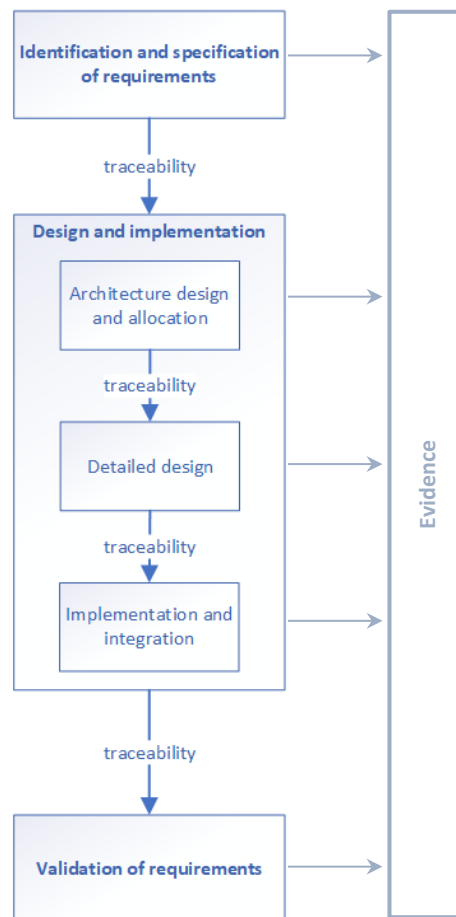 Identification and specification
of requirements
traceability
Design and implementation
Architecture design
and allocation
traceability
Detailed design
traceability
Implementation and
integration
traceability
Validation of requirements
Evidence